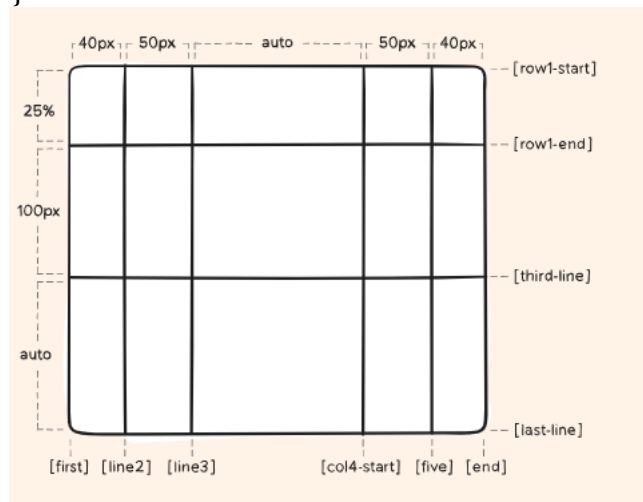 }
40px 50px auto 50px 40px
[row1-start]
25%
[row1-end]
100px
[third-line]
auto
[last-line]
[first] [line2] [line3] [col4-start] [five] [end]